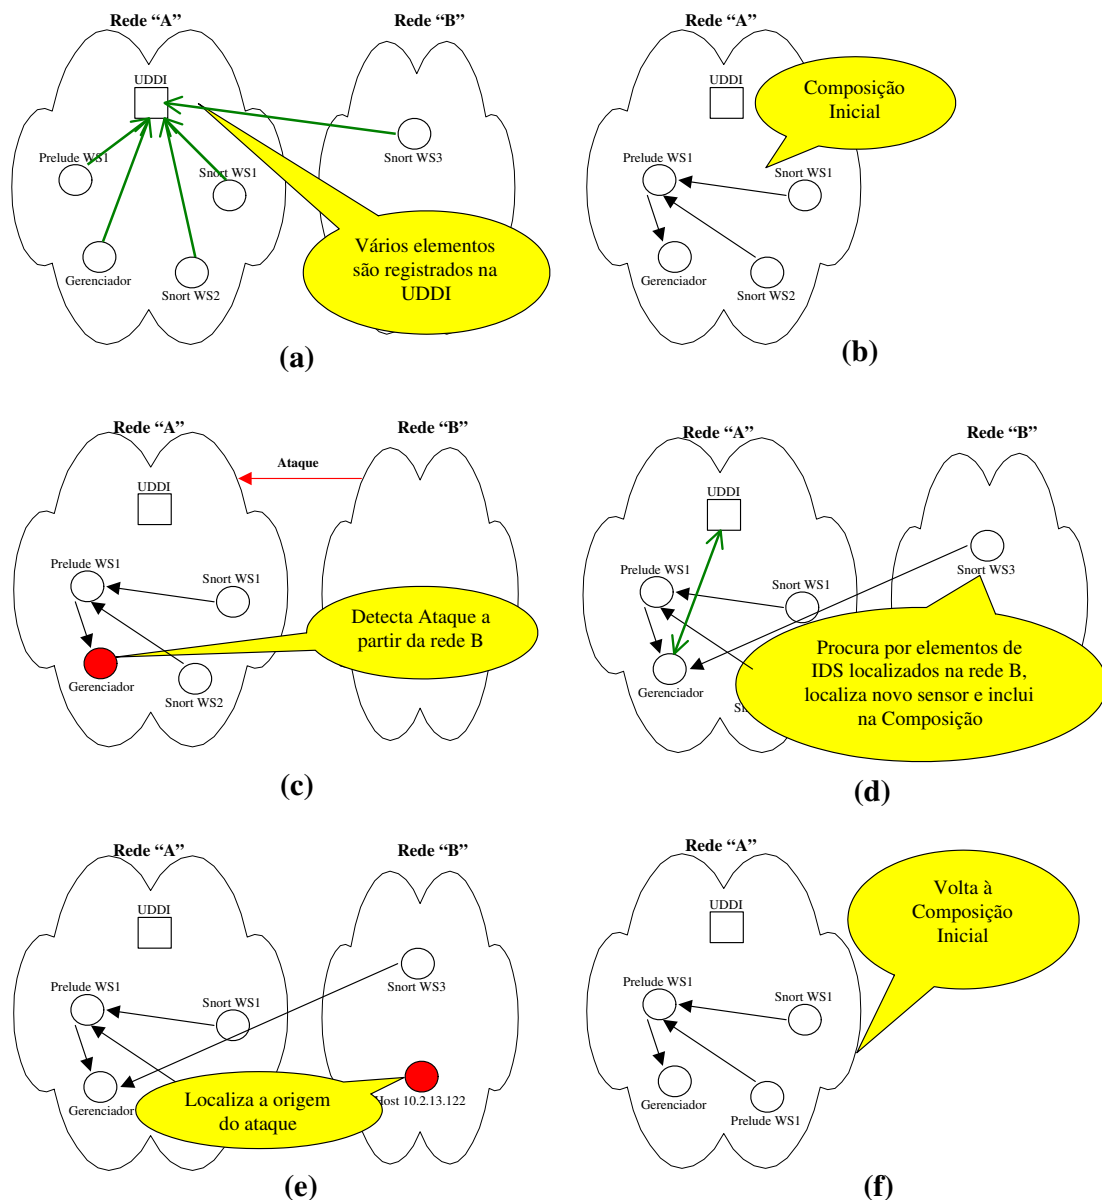 Rede “A”
Rede “B”
UDDI
Prelude WS1
Snort WS1
Snort WS3
Gerenciador
Snort WS2
Vários elementos
são registrados na
UDDI
(a)
Rede “A”
UDDI
Composição
Inicial
Prelude WS1
Snort WS1
Gerenciador
Snort WS2
(b)
Rede “A”
Rede “B”
Ataque
UDDI
Prelude WS1
Snort WS1
Detecta Ataque a
partir da rede B
Gerenciador
Snort WS2
(c)
Rede “A”
Rede “B”
UDDI
Prelude WS1
Snort WS1
Snort WS3
Gerenciador
Procura por elementos de
IDS localizados na rede B,
localiza novo sensor e inclui
na Composição
(d)
Rede “A”
Rede “B”
UDDI
Prelude WS1
Snort WS1
Snort WS3
Gerenciador
Localiza a origem
do ataque
Host 10.2.13.122
(e)
Rede “A”
UDDI
Volta à
Composição
Inicial
Prelude WS1
Snort WS1
Gerenciador
Prelude WS1
(f)